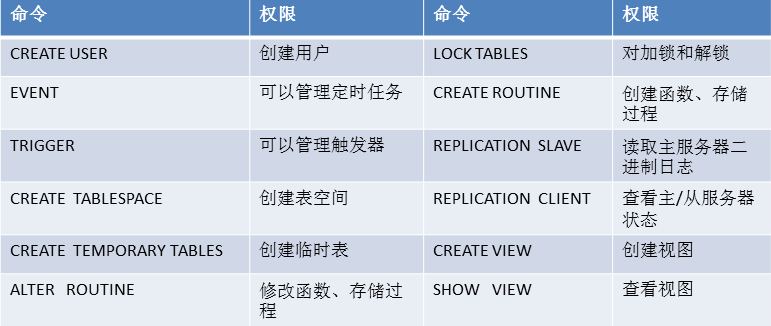 命令 权限 命令 权限
CREATE USER 创建用户 LOCK TABLES 对加锁和解锁
EVENT 可以管理定时任务 CREATE ROUTINE 创建函数、存储
过程
TRIGGER 可以管理触发器 REPLICATION SLAVE 读取主服务器二
进制日志
CREATE TABLESPACE 创建表空间 REPLICATION CLIENT 查看主/从服务器
状态
CREATE TEMPORARY TABLES 创建临时表 CREATE VIEW 创建视图
ALTER ROUTINE 修改函数、存储过 SHOW VIEW 查看视图
程